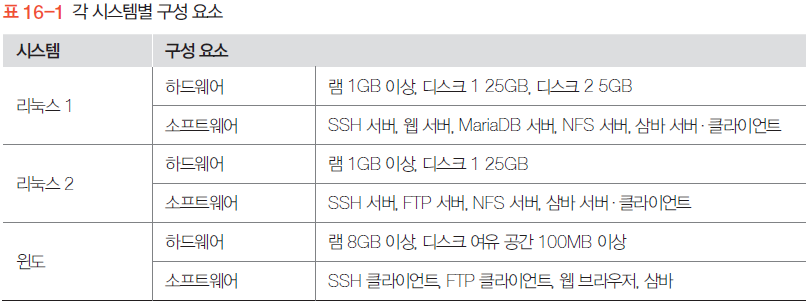 표 16-1 각 시스템별 구성 요소
시스템 구성 요소
리눅스 1 하드웨어 램 1GB 이상, 디스크 1 25GB, 디스크 2 5GB
소프트웨어 SSH 서버, 웹 서버, MariaDB 서버, NFS 서버, 삼바 서버·클라이언트
리눅스 2 하드웨어 램 1GB 이상, 디스크 1 25GB
소프트웨어 SSH 서버, FTP 서버, NFS 서버, 삼바 서버·클라이언트
윈도 하드웨어 램 8GB 이상, 디스크 여유 공간 100MB 이상
소프트웨어 SSH 클라이언트, FTP 클라이언트, 웹 브라우저, 삼바